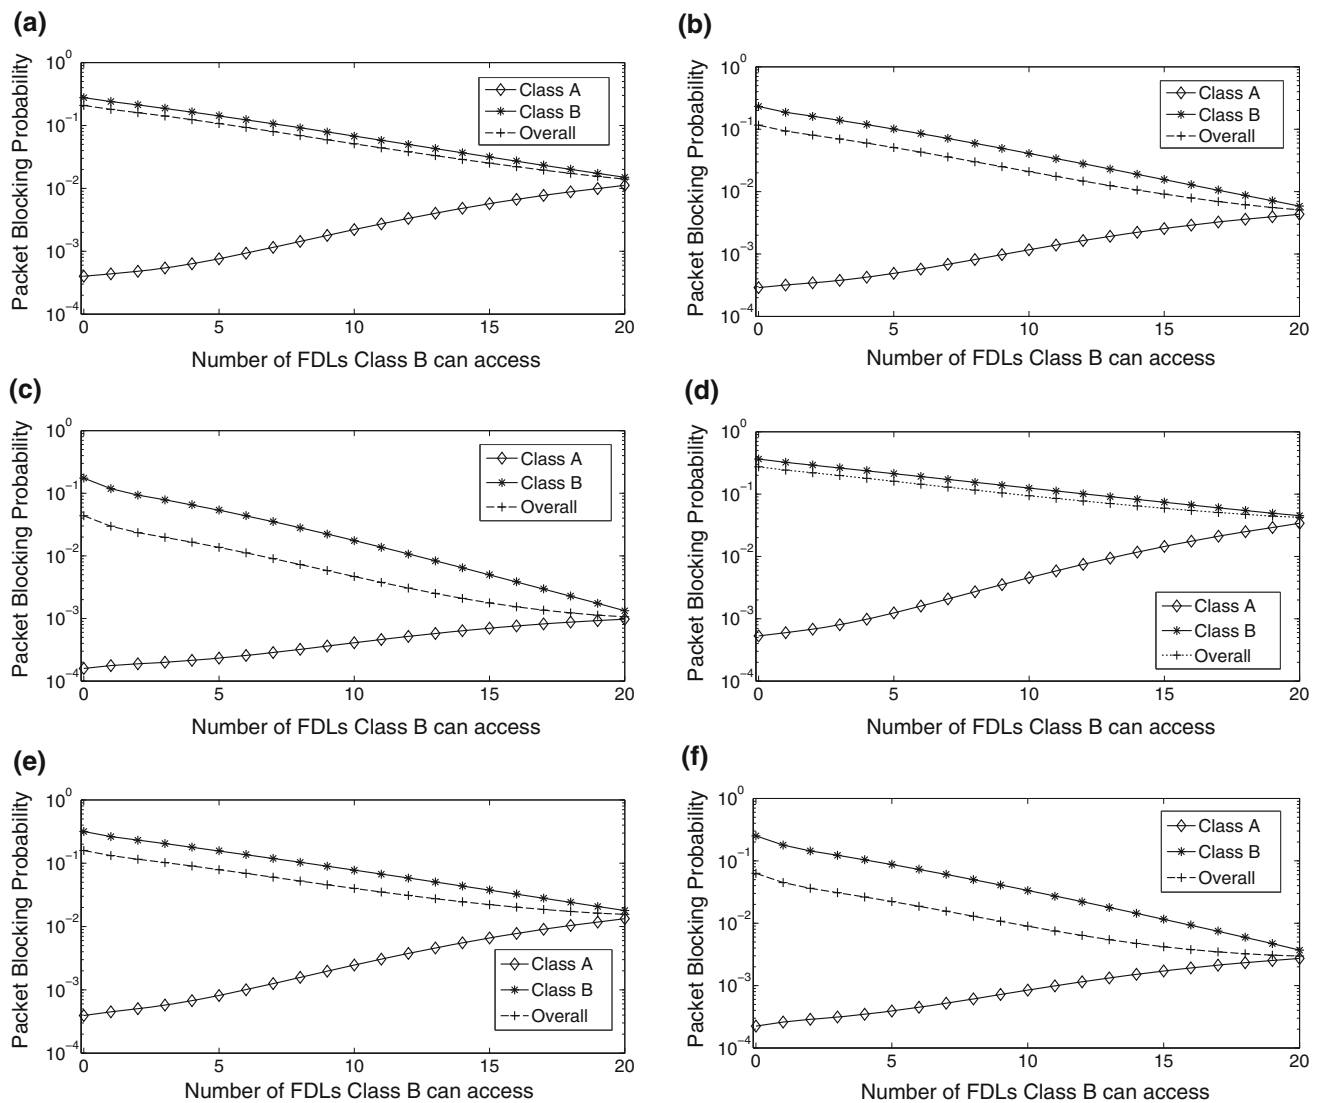 (a)
Packet Blocking Probability
10^0
10^-1
10^-2
10^-3
10^-4
0 5 10 15 20
Number of FDLs Class B can access
Class A
Class B
Overall
(b)
Packet Blocking Probability
10^0
10^-1
10^-2
10^-3
10^-4
0 5 10 15 20
Number of FDLs Class B can access
Class A
Class B
Overall
(c)
Packet Blocking Probability
10^0
10^-1
10^-2
10^-3
10^-4
0 5 10 15 20
Number of FDLs Class B can access
Class A
Class B
Overall
(d)
Packet Blocking Probability
10^0
10^-1
10^-2
10^-3
10^-4
0 5 10 15 20
Number of FDLs Class B can access
Class A
Class B
Overall
(e)
Packet Blocking Probability
10^0
10^-1
10^-2
10^-3
10^-4
0 5 10 15 20
Number of FDLs Class B can access
Class A
Class B
Overall
(f)
Packet Blocking Probability
10^0
10^-1
10^-2
10^-3
10^-4
0 5 10 15 20
Number of FDLs Class B can access
Class A
Class B
Overall